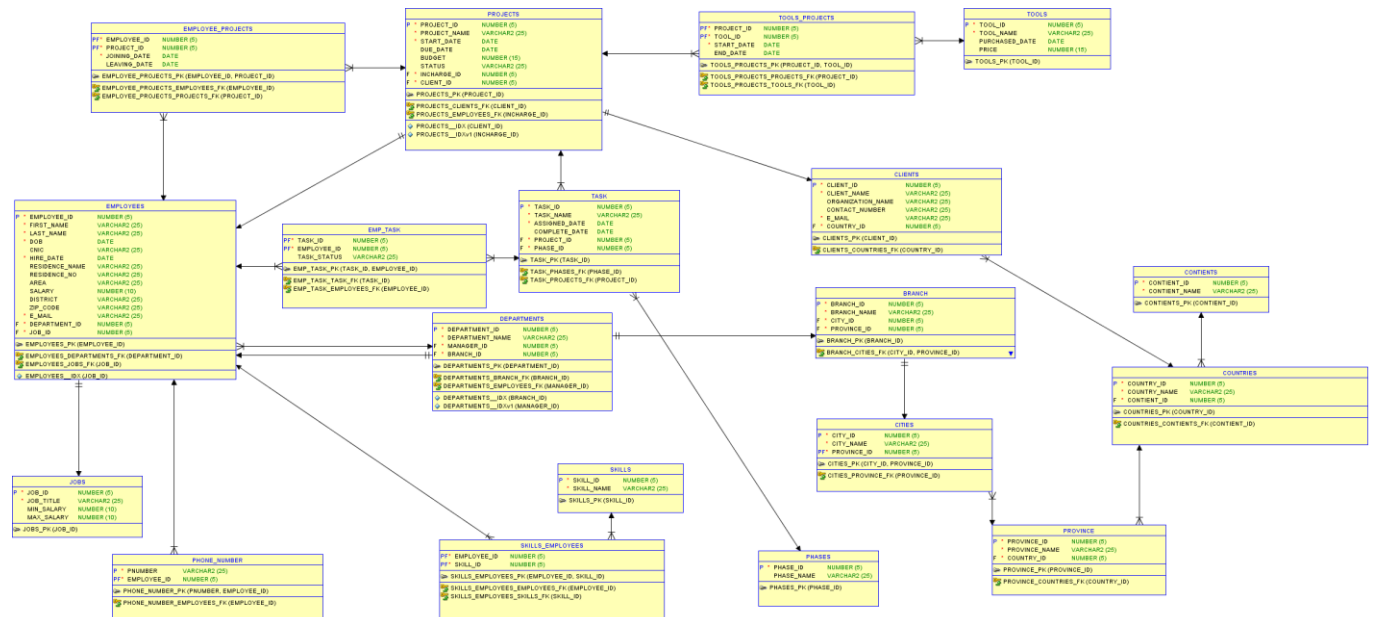 EMPLOYEE_PROJECTS
PF* EMPLOYEE_ID NUMBER (5)
PF* PROJECT_ID NUMBER (5)
* JOINING_DATE DATE
LEAVING_DATE DATE
EMPLOYEE_PROJECTS_PK (EMPLOYEE_ID, PROJECT_ID)
EMPLOYEE_PROJECTS_EMPLOYEES_FK (EMPLOYEE_ID)
EMPLOYEE_PROJECTS_PROJECTS_FK (PROJECT_ID)
PROJECTS
P * PROJECT_ID NUMBER (5)
* PROJECT_NAME VARCHAR2 (25)
* START_DATE DATE
DUE_DATE DATE
BUDGET NUMBER (15)
STATUS VARCHAR2 (25)
F * INCHARGE_ID NUMBER (5)
F * CLIENT_ID NUMBER (5)
PROJECTS_PK (PROJECT_ID)
PROJECTS_CLIENTS_FK (CLIENT_ID)
PROJECTS_EMPLOYEES_FK (INCHARGE_ID)
PROJECTS__IDX (CLIENT_ID)
PROJECTS__IDXv1 (INCHARGE_ID)
TOOLS_PROJECTS
PF* PROJECT_ID NUMBER (5)
PF* TOOL_ID NUMBER (5)
* START_DATE DATE
END_DATE DATE
TOOLS_PROJECTS_PK (PROJECT_ID, TOOL_ID)
TOOLS_PROJECTS_PROJECTS_FK (PROJECT_ID)
TOOLS_PROJECTS_TOOLS_FK (TOOL_ID)
TOOLS
P * TOOL_ID NUMBER (5)
* TOOL_NAME VARCHAR2 (25)
PURCHASED_DATE DATE
PRICE NUMBER (15)
TOOLS_PK (TOOL_ID)
EMPLOYEES
P * EMPLOYEE_ID NUMBER (5)
* FIRST_NAME VARCHAR2 (25)
* LAST_NAME VARCHAR2 (25)
* DOB DATE
CNIC VARCHAR2 (25)
* HIRE_DATE DATE
RESIDENCE_NAME VARCHAR2 (25)
RESIDENCE_NO VARCHAR2 (25)
AREA VARCHAR2 (25)
SALARY NUMBER (10)
DISTRICT VARCHAR2 (25)
ZIP_CODE VARCHAR2 (25)
* E_MAIL VARCHAR2 (25)
F * DEPARTMENT_ID NUMBER (5)
F * JOB_ID NUMBER (5)
EMPLOYEES_PK (EMPLOYEE_ID)
EMPLOYEES_DEPARTMENTS_FK (DEPARTMENT_ID)
EMPLOYEES_JOBS_FK (JOB_ID)
EMPLOYEES__IDX (JOB_ID)
EMP_TASK
PF* TASK_ID NUMBER (5)
PF* EMPLOYEE_ID NUMBER (5)
TASK_STATUS VARCHAR2 (25)
EMP_TASK_PK (TASK_ID, EMPLOYEE_ID)
EMP_TASK_TASK_FK (TASK_ID)
EMP_TASK_EMPLOYEES_FK (EMPLOYEE_ID)
TASK
P * TASK_ID NUMBER (5)
* TASK_NAME VARCHAR2 (25)
* ASSIGNED_DATE DATE
COMPLETE_DATE DATE
F * PROJECT_ID NUMBER (5)
F * PHASE_ID NUMBER (5)
TASK_PK (TASK_ID)
TASK_PHASES_FK (PHASE_ID)
TASK_PROJECTS_FK (PROJECT_ID)
CLIENTS
P * CLIENT_ID NUMBER (5)
* CLIENT_NAME VARCHAR2 (25)
ORGANIZATION_NAME VARCHAR2 (25)
CONTACT_NUMBER VARCHAR2 (25)
* E_MAIL VARCHAR2 (25)
F * COUNTRY_ID NUMBER (5)
CLIENTS_PK (CLIENT_ID)
CLIENTS_COUNTRIES_FK (COUNTRY_ID)
CONTIENTS
P * CONTIENT_ID NUMBER (5)
* CONTIENT_NAME VARCHAR2 (25)
CONTIENTS_PK (CONTIENT_ID)
BRANCH
P * BRANCH_ID NUMBER (5)
* BRANCH_NAME VARCHAR2 (25)
F * CITY_ID NUMBER (5)
F * PROVINCE_ID NUMBER (5)
BRANCH_PK (BRANCH_ID)
BRANCH_CITIES_FK (CITY_ID, PROVINCE_ID)
DEPARTMENTS
P * DEPARTMENT_ID NUMBER (5)
* DEPARTMENT_NAME VARCHAR2 (25)
F * MANAGER_ID NUMBER (5)
F * BRANCH_ID NUMBER (5)
DEPARTMENTS_PK (DEPARTMENT_ID)
DEPARTMENTS_BRANCH_FK (BRANCH_ID)
DEPARTMENTS_EMPLOYEES_FK (MANAGER_ID)
DEPARTMENTS__IDX (BRANCH_ID)
DEPARTMENTS__IDXv1 (MANAGER_ID)
COUNTRIES
P * COUNTRY_ID NUMBER (5)
* COUNTRY_NAME VARCHAR2 (25)
F * CONTIENT_ID NUMBER (5)
COUNTRIES_PK (COUNTRY_ID)
COUNTRIES_CONTIENTS_FK (CONTIENT_ID)
CITIES
P * CITY_ID NUMBER (5)
* CITY_NAME VARCHAR2 (25)
PF* PROVINCE_ID NUMBER (5)
CITIES_PK (CITY_ID, PROVINCE_ID)
CITIES_PROVINCE_FK (PROVINCE_ID)
JOBS
P * JOB_ID NUMBER (5)
* JOB_TITLE VARCHAR2 (25)
MIN_SALARY NUMBER (10)
MAX_SALARY NUMBER (10)
JOBS_PK (JOB_ID)
SKILLS
P * SKILL_ID NUMBER (5)
* SKILL_NAME VARCHAR2 (25)
SKILLS_PK (SKILL_ID)
PROVINCE
P * PROVINCE_ID NUMBER (5)
* PROVINCE_NAME VARCHAR2 (25)
F * COUNTRY_ID NUMBER (5)
PROVINCE_PK (PROVINCE_ID)
PROVINCE_COUNTRIES_FK (COUNTRY_ID)
PHONE_NUMBER
P * PNUMBER VARCHAR2 (25)
PF* EMPLOYEE_ID NUMBER (5)
PHONE_NUMBER_PK (PNUMBER, EMPLOYEE_ID)
PHONE_NUMBER_EMPLOYEES_FK (EMPLOYEE_ID)
SKILLS_EMPLOYEES
PF* EMPLOYEE_ID NUMBER (5)
PF* SKILL_ID NUMBER (5)
SKILLS_EMPLOYEES_PK (EMPLOYEE_ID, SKILL_ID)
SKILLS_EMPLOYEES_EMPLOYEES_FK (EMPLOYEE_ID)
SKILLS_EMPLOYEES_SKILLS_FK (SKILL_ID)
PHASES
P * PHASE_ID NUMBER (5)
PHASE_NAME VARCHAR2 (25)
PHASES_PK (PHASE_ID)